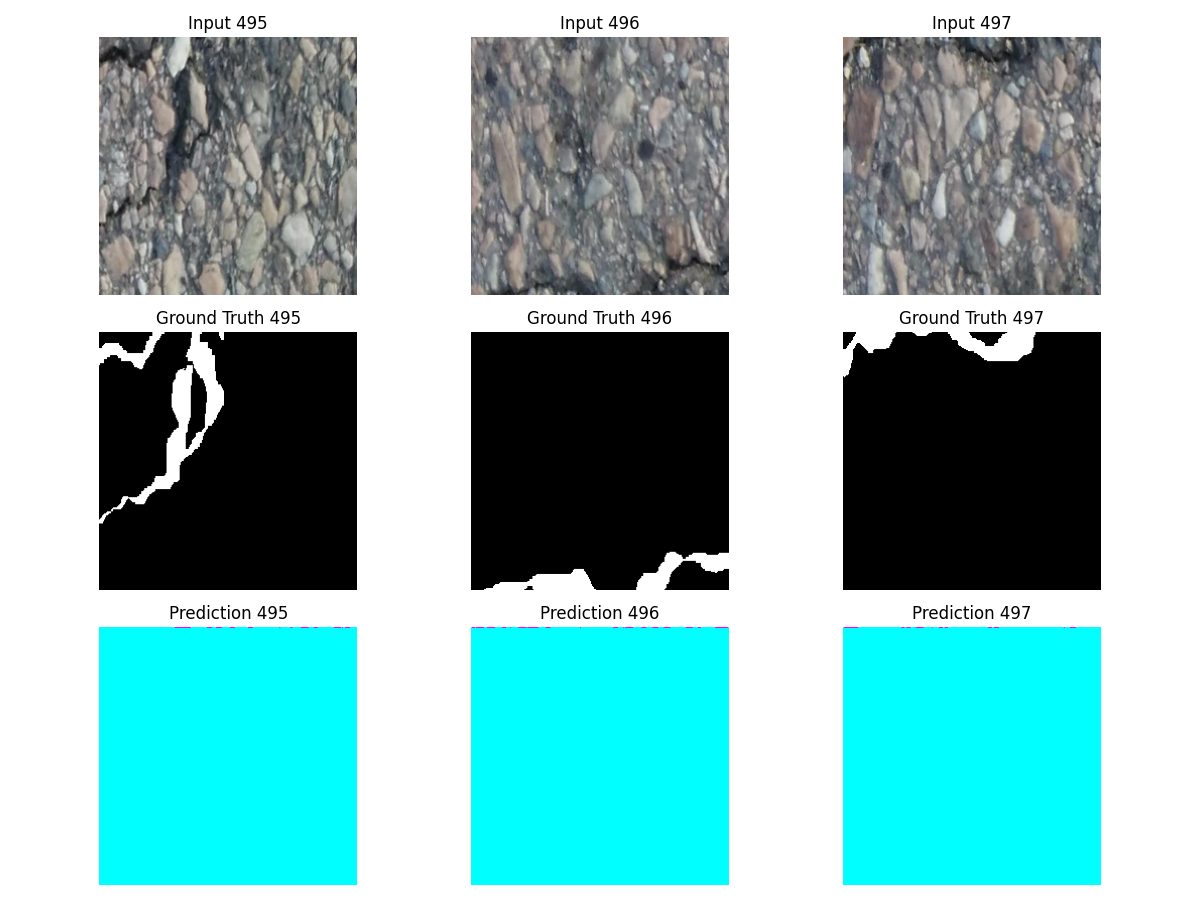 Input 495
Input 496
Input 497
Ground Truth 495
Ground Truth 496
Ground Truth 497
Prediction 495
Prediction 496
Prediction 497